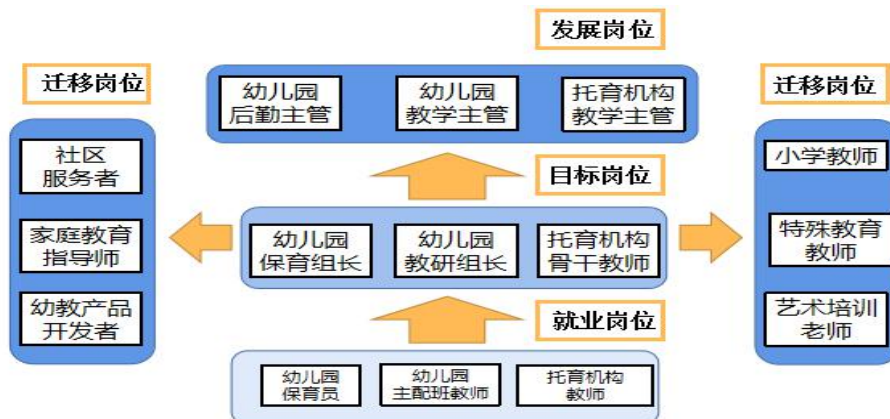 发展岗位
迁移岗位
幼儿园
后勤主管
幼儿园
教学主管
托育机构
教学主管
迁移岗位
社区
服务者
家庭教育
指导师
幼教产品
开发者
目标岗位
幼儿园
保育组长
幼儿园
教研组长
托育机构
骨干教师
小学教师
特殊教育
教师
艺术培训
老师
就业岗位
幼儿园
保育员
幼儿园
主配班教师
托育机构
教师